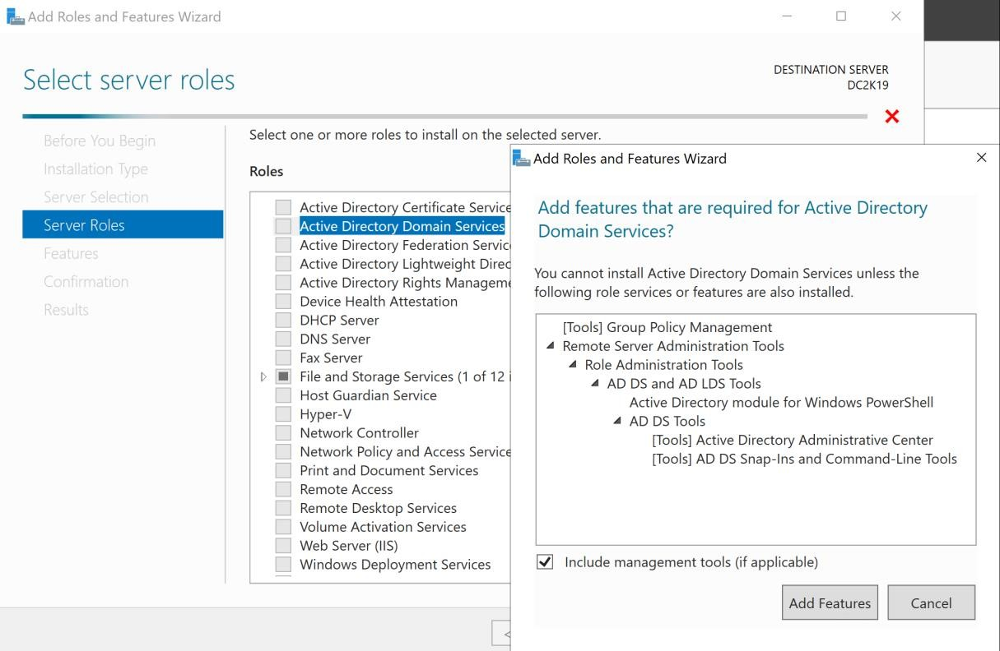 Add Roles and Features Wizard
Select server roles
DESTINATION SERVER
DC2K19
Before You Begin
Installation Type
Server Selection
Server Roles
Features
Confirmation
Results
Select one or more roles to install on the selected server.
Roles
Active Directory Certificate Service
Active Directory Domain Services
Active Directory Federation Servic
Active Directory Lightweight Direc
Active Directory Rights Manageme
Device Health Attestation
DHCP Server
DNS Server
Fax Server
File and Storage Services (1 of 12 i
Host Guardian Service
Hyper-V
Network Controller
Network Policy and Access Service
Print and Document Services
Remote Access
Remote Desktop Services
Volume Activation Services
Web Server (IIS)
Windows Deployment Services
<
Add Roles and Features Wizard
Add features that are required for Active Directory
Domain Services?
You cannot install Active Directory Domain Services unless the
following role services or features are also installed.
[Tools] Group Policy Management
Remote Server Administration Tools
Role Administration Tools
AD DS and AD LDS Tools
Active Directory module for Windows PowerShell
AD DS Tools
[Tools] Active Directory Administrative Center
[Tools] AD DS Snap-Ins and Command-Line Tools
Include management tools (if applicable)
Add Features
Cancel